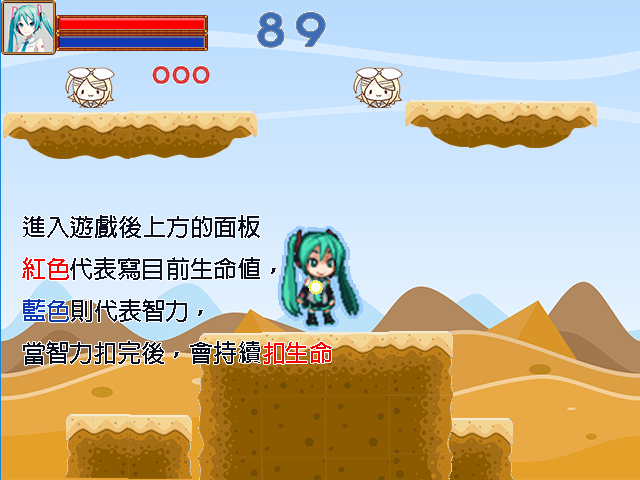 89
000
進入遊戲後上方的面板
紅色代表寫目前生命值，
藍色則代表智力，
當智力扣完後，會持續扣生命